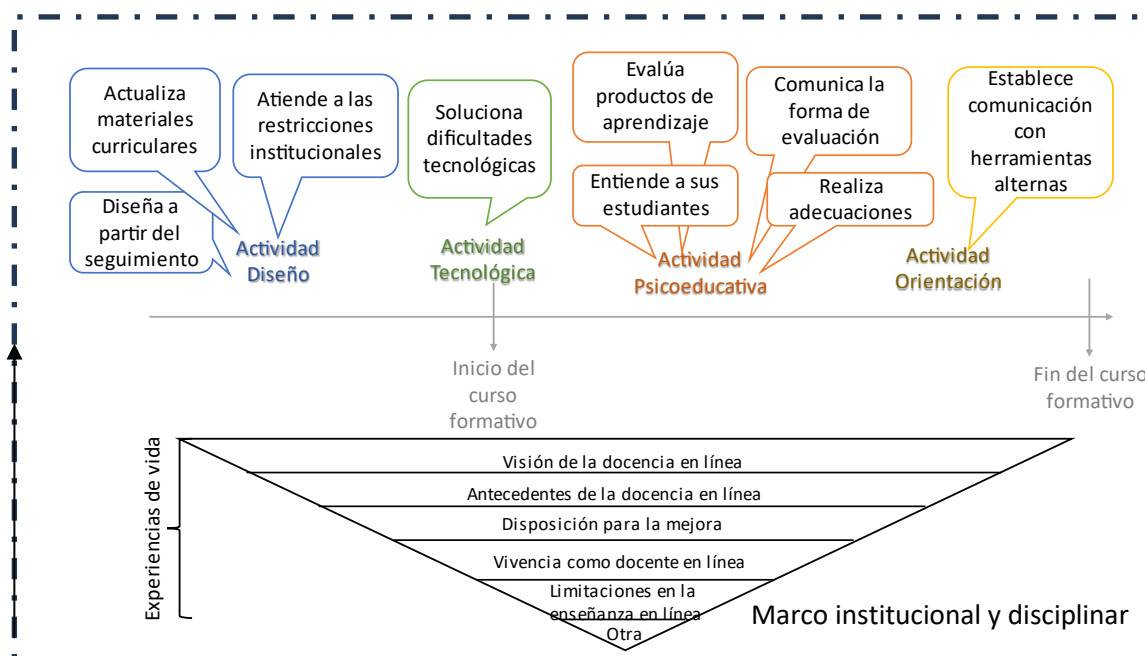 Actualiza
materiales
curriculares
Atiende a las
restricciones
institucionales
Diseña a
partir del
seguimiento
Actividad
Diseño
Soluciona
dificultades
tecnológicas
Actividad
Tecnológica
Evalúa
productos de
aprendizaje
Comunica la
forma de
evaluación
Entiende a sus
estudiantes
Realiza
adecuaciones
Actividad
Psicoeducativa
Establece
comunicación
con
herramientas
alternas
Actividad
Orientación
Inicio del
curso
formativo
Fin del curso
formativo
Experiencias de vida
Visión de la docencia en línea
Antecedentes de la docencia en línea
Disposición para la mejora
Vivencia como docente en línea
Limitaciones en la
enseñanza en línea
Otra
Marco institucional y disciplinar